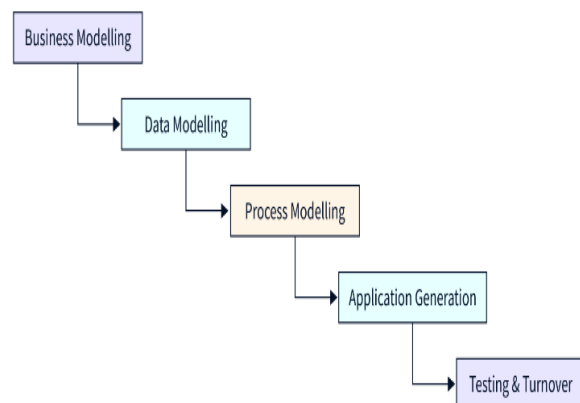 Business Modelling
Data Modelling
Process Modelling
Application Generation
Testing & Turnover